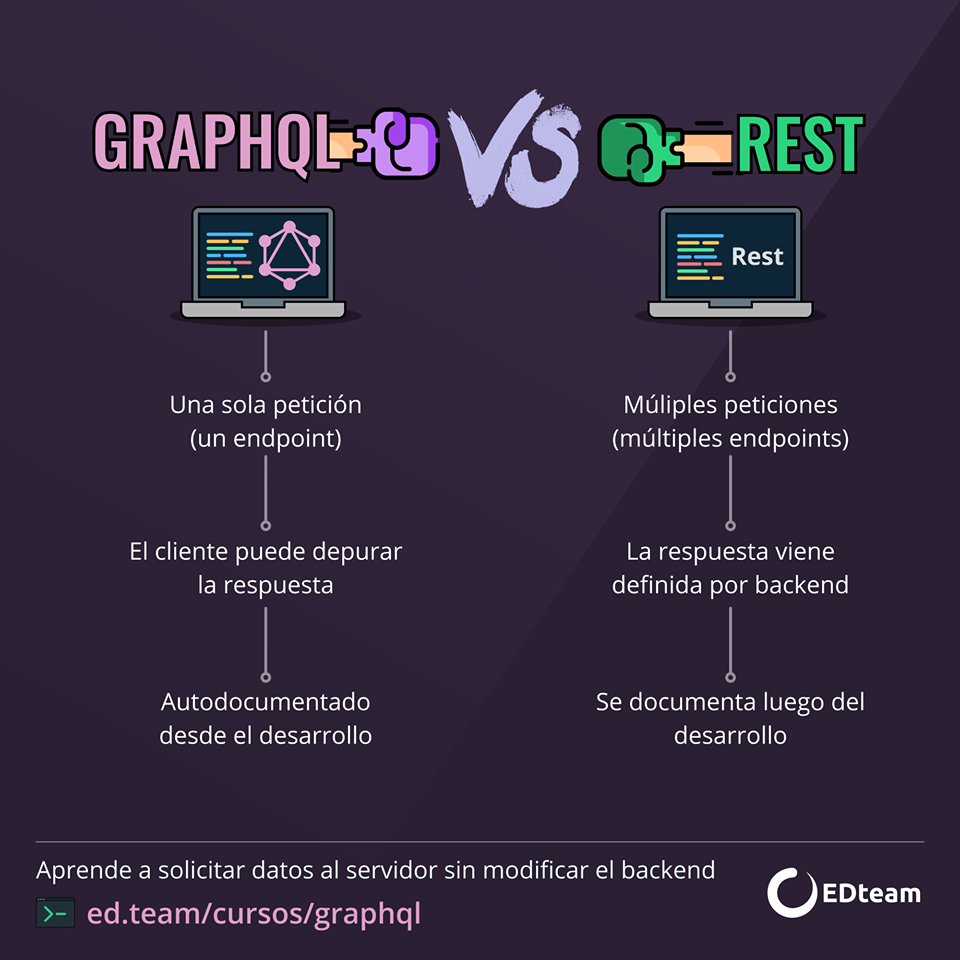 GRAPHQL VS REST
Rest
Una sola petición
(un endpoint)
Múliples peticiones
(múltiples endpoints)
El cliente puede depurar
la respuesta
La respuesta viene
definida por backend
Autodocumentado
desde el desarrollo
Se documenta luego del
desarrollo
Aprende a solicitar datos al servidor sin modificar el backend
ed.team/cursos/graphql
EDteam